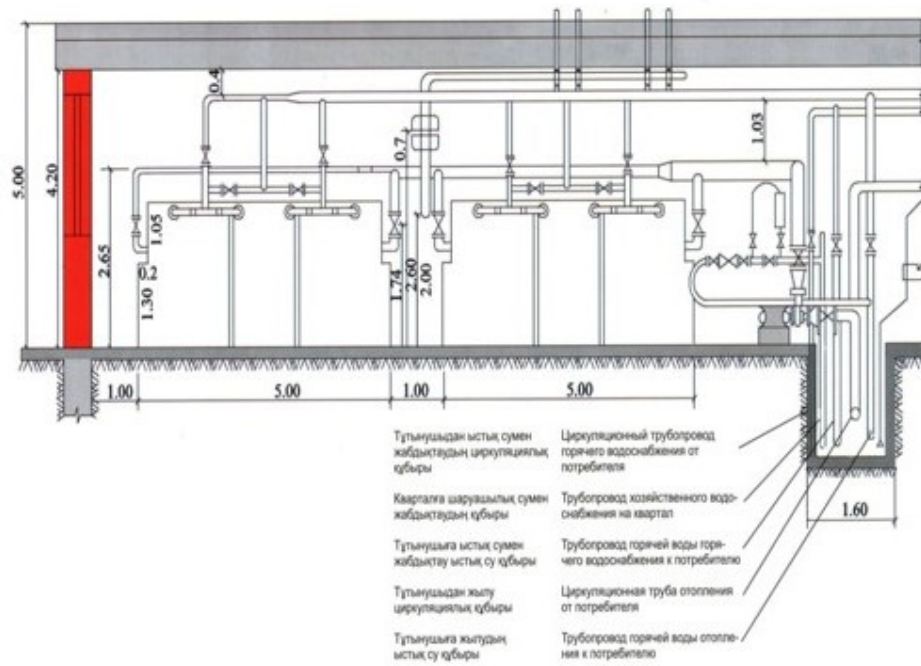 5.00
4.20
0.4
0.7
1.03
2.65
1.05
0.2
1.30
1.74
2.60
2.00
1.00
5.00
1.00
5.00
1.60
Тұтынушыдан ыстық сумен
жабдықтаудың циркуляциялық
құбыры
Циркуляционный трубопровод
горячего водоснабжения от
потребителя
Кварталға шаруашылық сумен
жабдықтаудың құбыры
Трубопровод хозяйственного водо-
снабжения на квартал
Тұтынушыға ыстық сумен
жабдықтау ыстық су құбыры
Трубопровод горячей воды горя-
чего водоснабжения к потребителю
Тұтынушыдан жылу
циркуляциялық құбыры
Циркуляционная труба отопления
от потребителя
Тұтынушыға жылудың
ыстық су құбыры
Трубопровод горячей воды отопле-
ния к потребителю